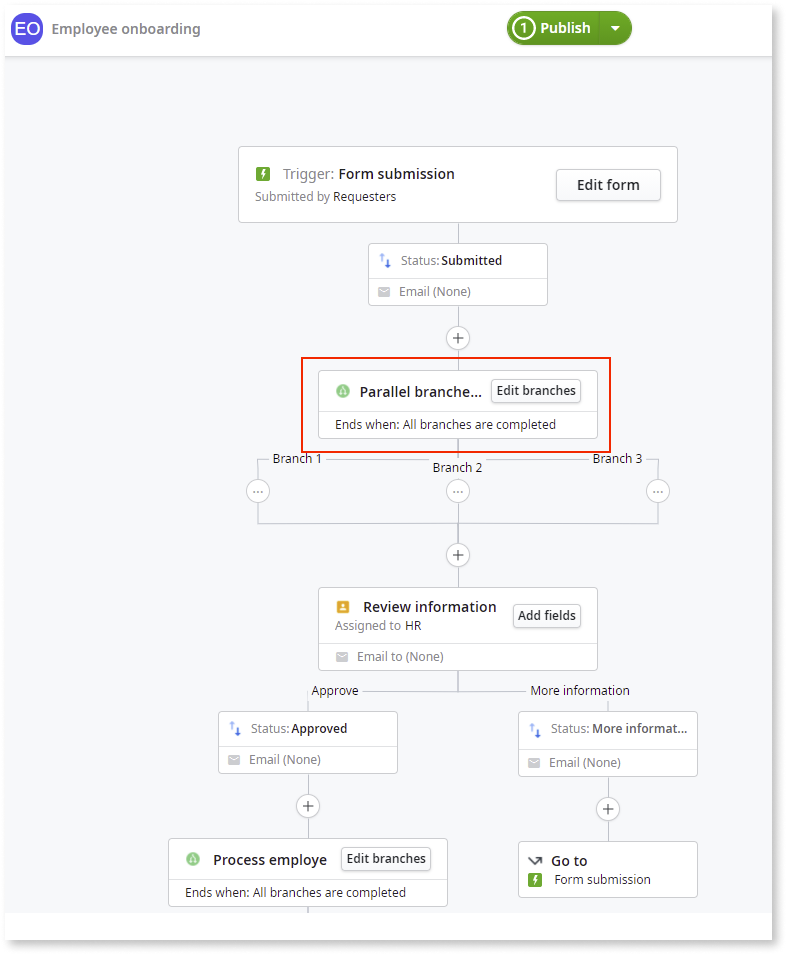 EO Employee onboarding
1 Publish
Trigger: Form submission
Submitted by Requesters
Edit form
Status: Submitted
Email (None)
Parallel branche...
Edit branches
Ends when: All branches are completed
Branch 1
Branch 2
Branch 3
Review information
Assigned to HR
Add fields
Email to (None)
Approve
More information
Status: Approved
Email (None)
Status: More informat...
Email (None)
Process employe
Edit branches
Ends when: All branches are completed
Go to
Form submission